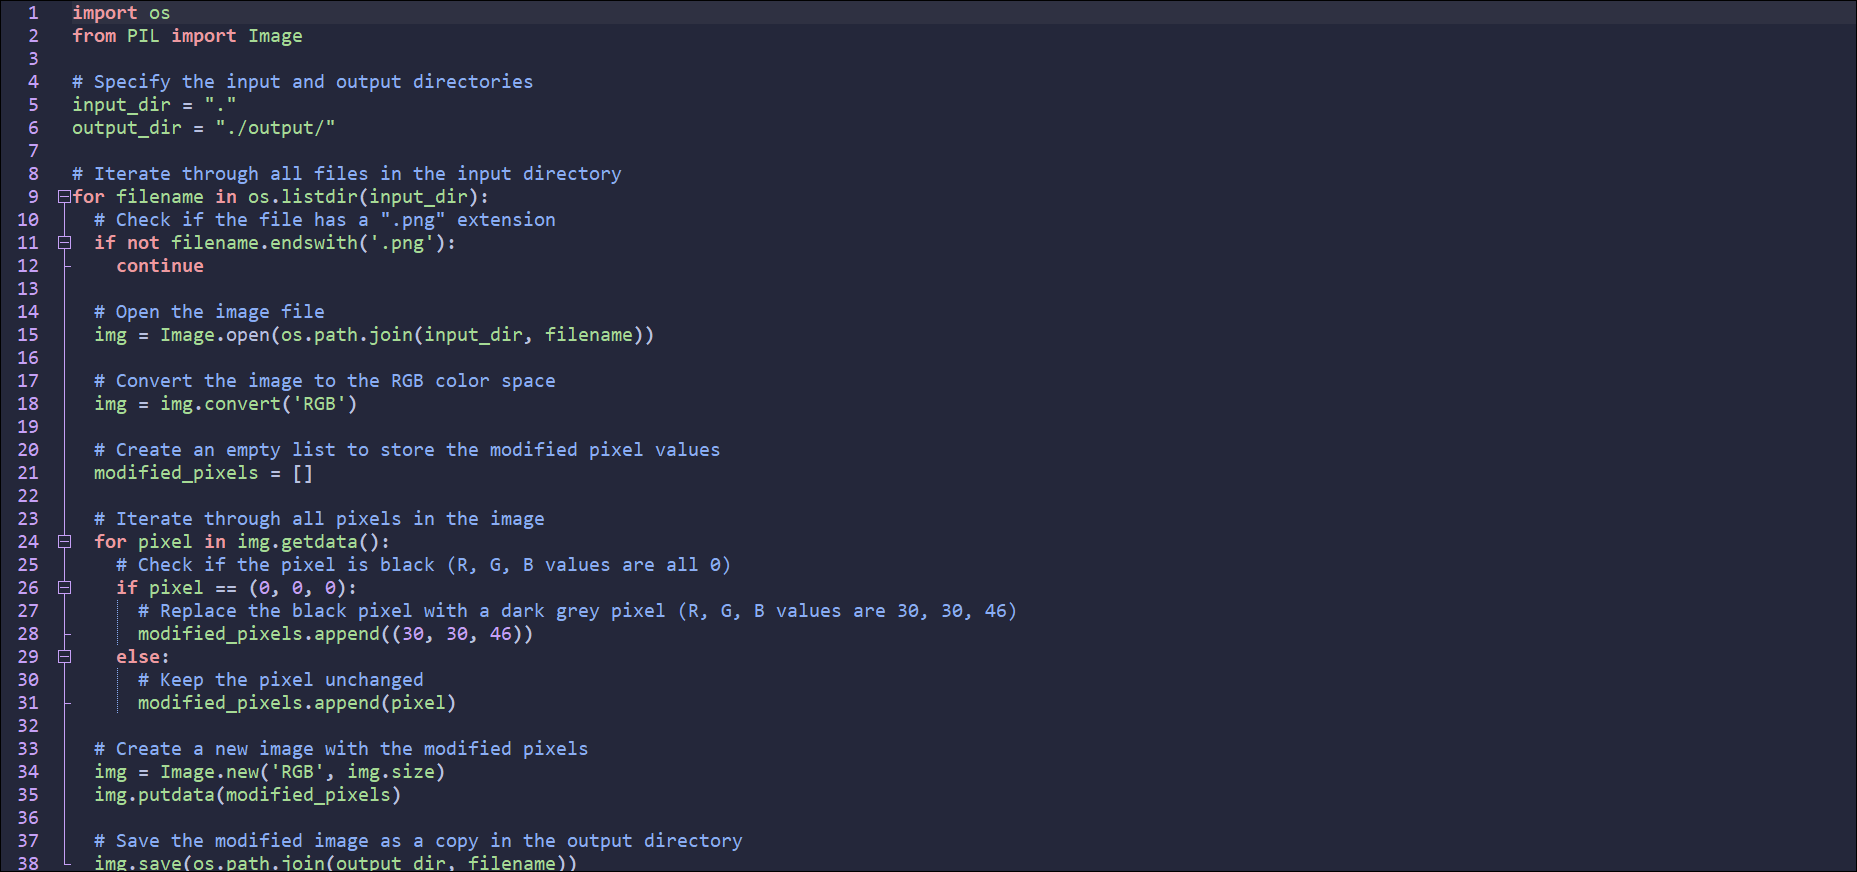 1 import os
2 from PIL import Image
3
4 # Specify the input and output directories
5 input_dir = "."
6 output_dir = "./output/"
7
8 # Iterate through all files in the input directory
9 for filename in os.listdir(input_dir):
10   # Check if the file has a ".png" extension
11   if not filename.endswith('.png'):
12     continue
13
14   # Open the image file
15   img = Image.open(os.path.join(input_dir, filename))
16
17   # Convert the image to the RGB color space
18   img = img.convert('RGB')
19
20   # Create an empty list to store the modified pixel values
21   modified_pixels = []
22
23   # Iterate through all pixels in the image
24   for pixel in img.getdata():
25     # Check if the pixel is black (R, G, B values are all 0)
26     if pixel == (0, 0, 0):
27       # Replace the black pixel with a dark grey pixel (R, G, B values are 30, 30, 46)
28       modified_pixels.append((30, 30, 46))
29     else:
30       # Keep the pixel unchanged
31       modified_pixels.append(pixel)
32
33   # Create a new image with the modified pixels
34   img = Image.new('RGB', img.size)
35   img.putdata(modified_pixels)
36
37   # Save the modified image as a copy in the output directory
38   img.save(os.path.join(output_dir, filename))